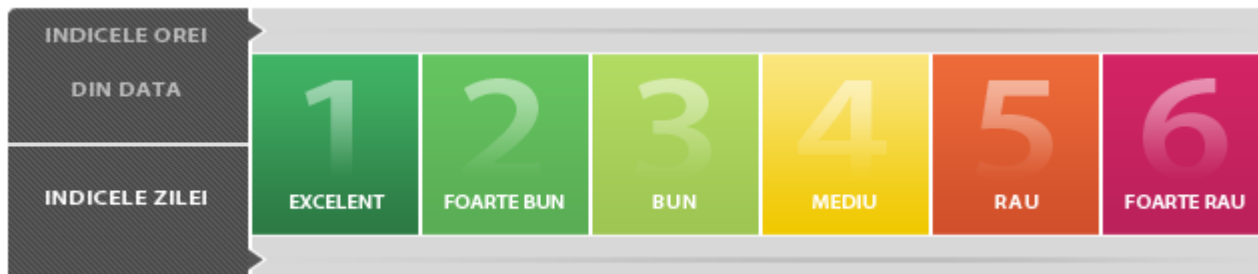 INDICELE OREI
DIN DATA
INDICELE ZILEI
1
EXCELENT
2
FOARTE BUN
3
BUN
4
MEDIU
5
RAU
6
FOARTE RAU